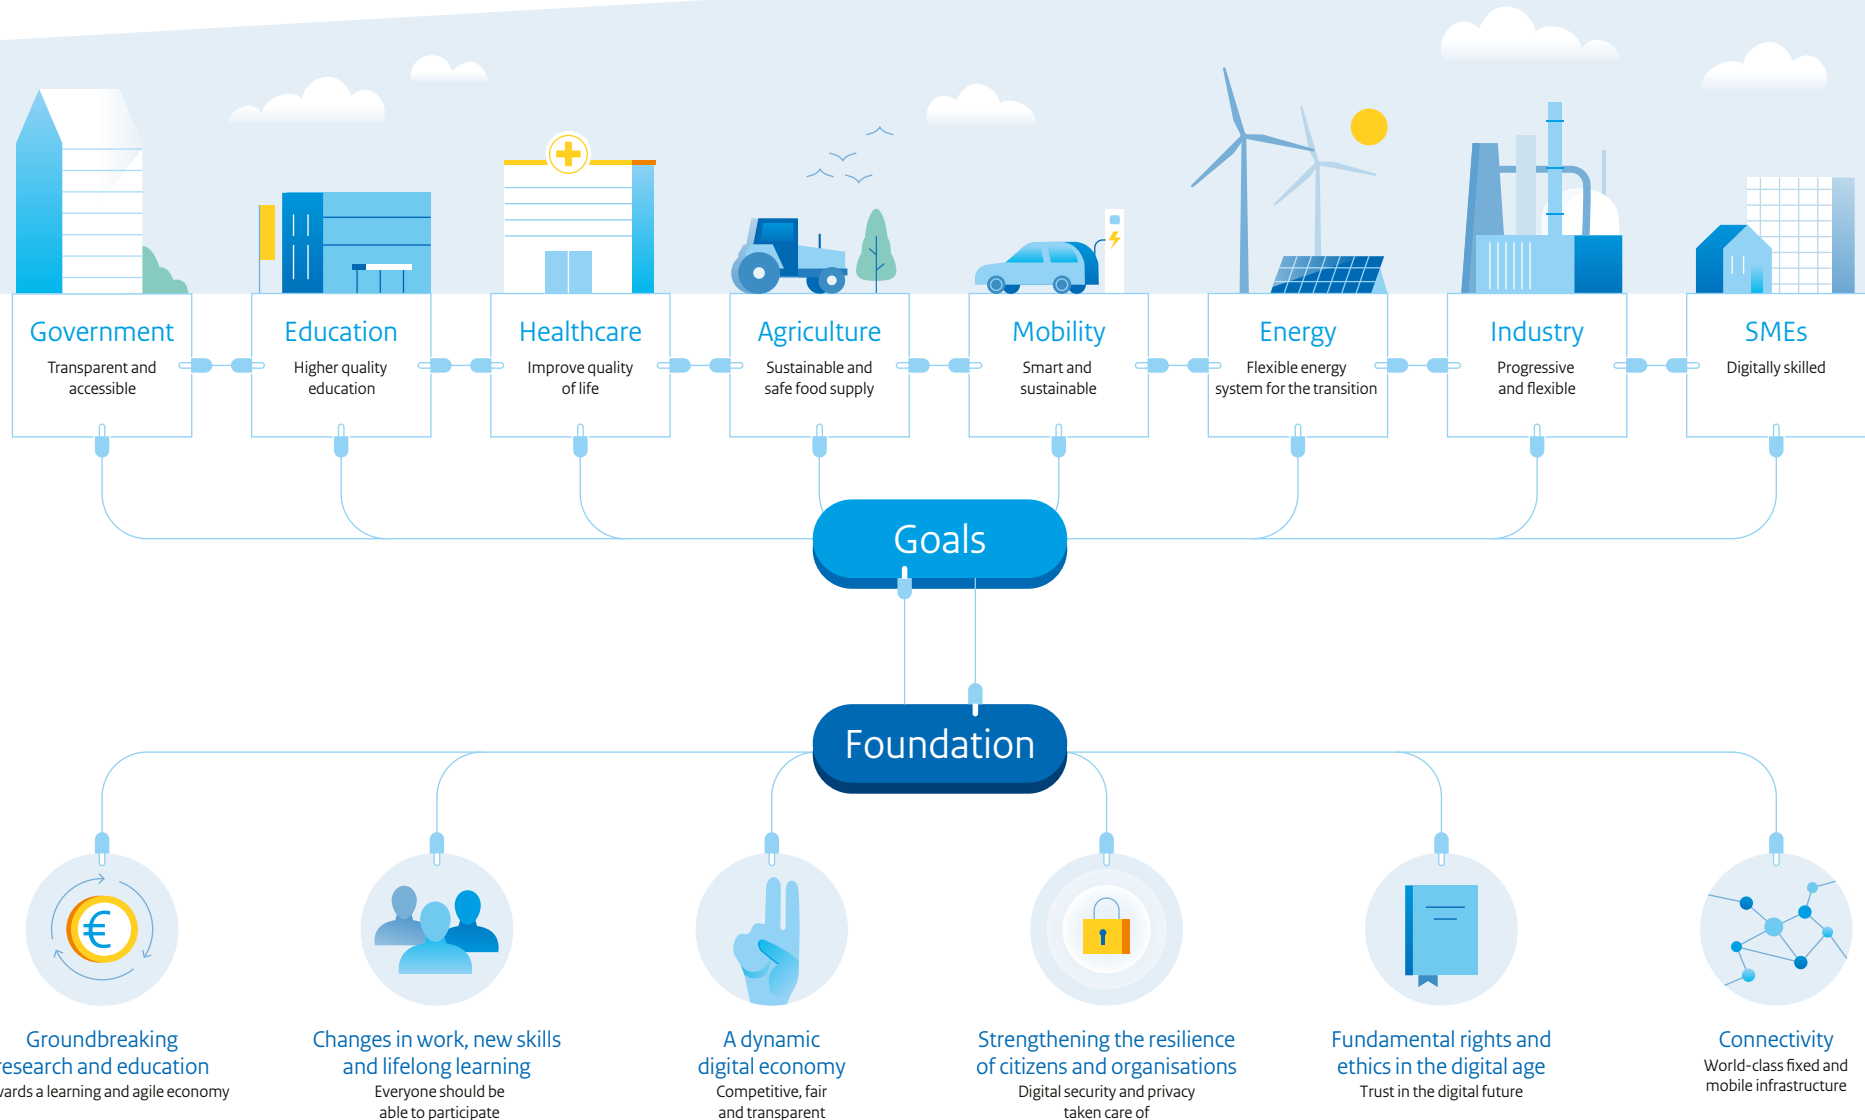 Government
Transparent and
accessible
Education
Higher quality
education
Healthcare
Improve quality
of life
Agriculture
Sustainable and
safe food supply
Mobility
Smart and
sustainable
Energy
Flexible energy
system for the transition
Industry
Progressive
and flexible
SMEs
Digitally skilled
Goals
Foundation
€
Groundbreaking
research and education
wards a learning and agile economy
Changes in work, new skills
and lifelong learning
Everyone should be
able to participate
A dynamic
digital economy
Competitive, fair
and transparent
Strengthening the resilience
of citizens and organisations
Digital security and privacy
taken care of
Fundamental rights and
ethics in the digital age
Trust in the digital future
Connectivity
World-class fixed and
mobile infrastructure